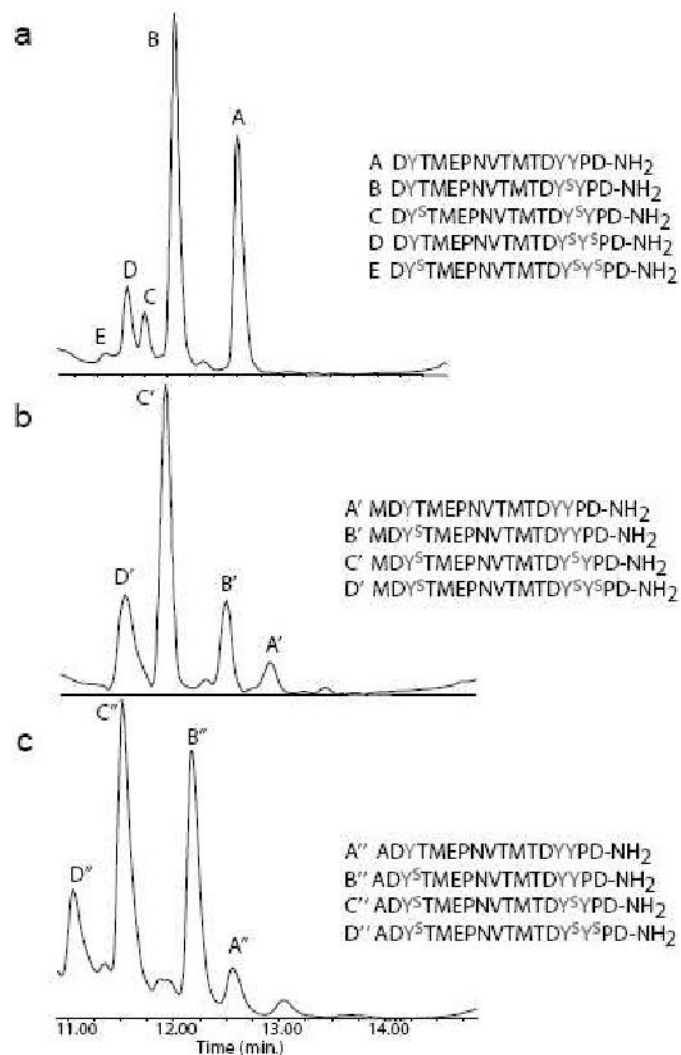 a
B
A
D
C
E
A DYTMEPNVTMTDYYPD-NH2
B DYTMEPNVTMTDYSYPD-NH2
C DYSTMEPNVTMTDYSYPD-NH2
D DYTMEPNVTMTDYSYSPD-NH2
E DYSTMEPNVTMTDYSYSPD-NH2
b
C'
D'
B'
A'
A' MDYTMEPNVTMTDYYPD-NH2
B' MDYSTMEPNVTMTDYYPD-NH2
C' MDYSTMEPNVTMTDYSYPD-NH2
D' MDYSTMEPNVTMTDYSYSPD-NH2
c
C"
B"
D"
A"
A" ADYTMEPNVTMTDYYPD-NH2
B" ADYSTMEPNVTMTDYYPD-NH2
C" ADYSTMEPNVTMTDYSYPD-NH2
D" ADYSTMEPNVTMTDYSYSPD-NH2
11.00 12.00 13.00 14.00
Time (min.)